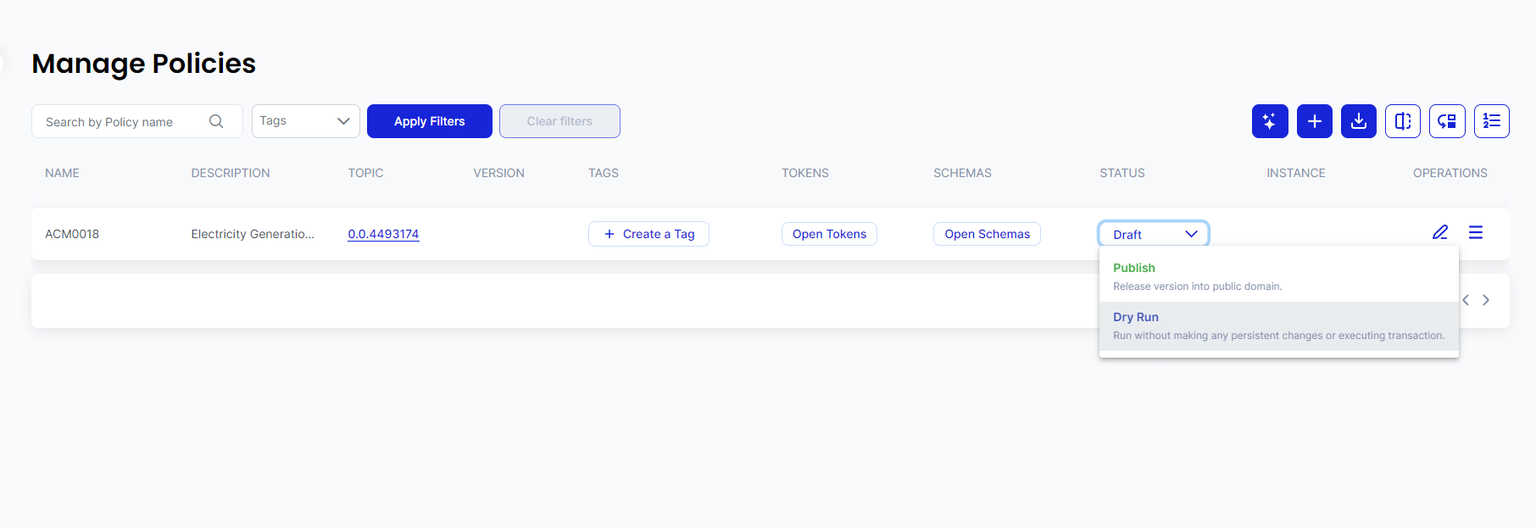 Manage Policies
Search by Policy name
Tags
Apply Filters
Clear filters
NAME DESCRIPTION TOPIC VERSION TAGS TOKENS SCHEMAS STATUS INSTANCE OPERATIONS
ACM0018 Electricity Generatio... 0.0.4493174 + Create a Tag Open Tokens Open Schemas Draft
Publish
Release version into public domain.
Dry Run
Run without making any persistent changes or executing transaction.